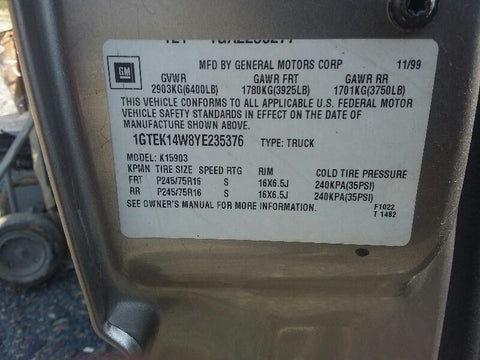 GM
MFD BY GENERAL MOTORS CORP 11/99
GVWR GAWR FRT GAWR RR
2903KG(6400LB) 1780KG(3925LB) 1701KG(3750LB)
THIS VEHICLE CONFORMS TO ALL APPLICABLE U.S. FEDERAL MOTOR
VEHICLE SAFETY STANDARDS IN EFFECT ON THE DATE OF
MANUFACTURE SHOWN ABOVE.
1GTEK14W8YE235376 TYPE: TRUCK
MODEL: K15903
KPMN TIRE SIZE SPEED RTG RIM COLD TIRE PRESSURE
FRT P245/75R16 S 16X6.5J 240KPA(35PSI)
RR P245/75R16 S 16X6.5J 240KPA(35PSI)
SEE OWNER'S MANUAL FOR MORE INFORMATION.
F1022
T 1482